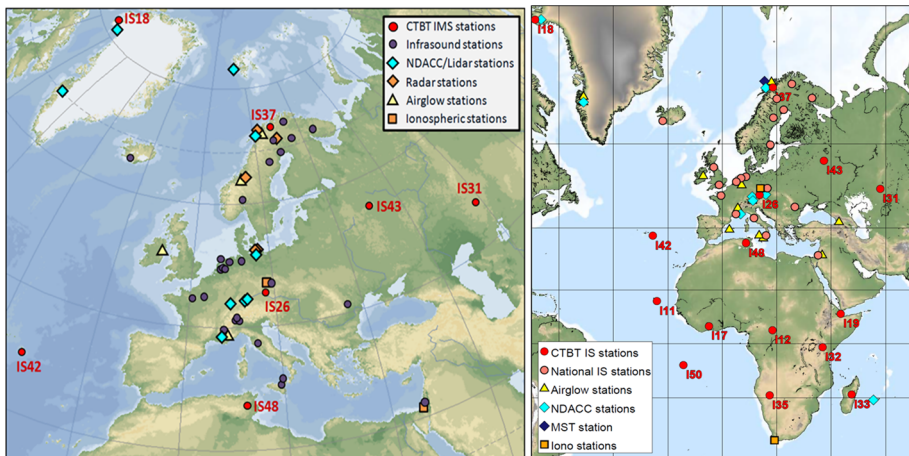 IS18
CTBT IMS stations
Infrasound stations
NDACC/Lidar stations
Radar stations
Airglow stations
Ionospheric stations
IS37
IS43
IS31
IS26
IS42
IS48
I18
I37
I43
I31
I26
I42
I48
I11
I17
I12
I19
I32
I50
I35
I33
CTBT IS stations
National IS stations
Airglow stations
NDACC stations
MST station
Iono stations